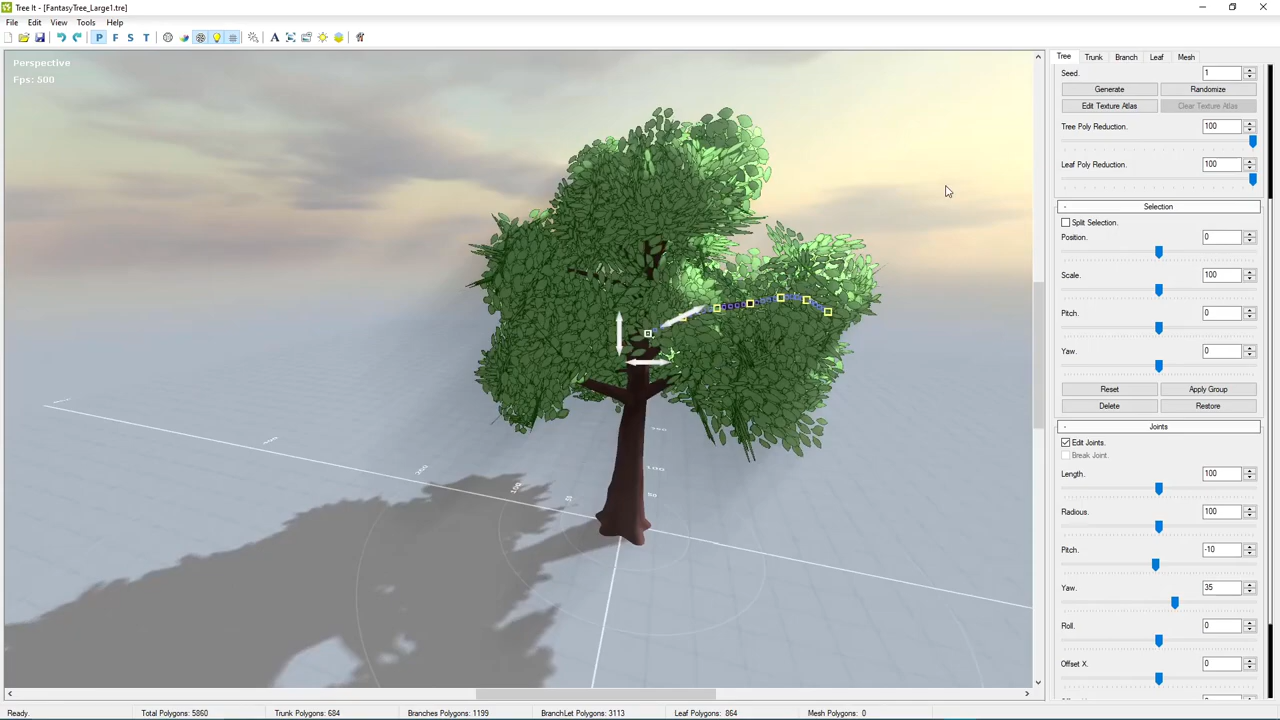 Tree It - [FantasyTree_Large1.tre]
File Edit View Tools Help
P F S T A
Perspective
Fps: 500
Tree Trunk Branch Leaf Mesh
Seed. 1
Generate Randomize
Edit Texture Atlas Clear Texture Atlas
Tree Poly Reduction. 100
Leaf Poly Reduction. 100
- Selection
Split Selection.
Position. 0
Scale. 100
Pitch. 0
Yaw. 0
Reset Apply Group
Delete Restore
- Joints
Edit Joints.
Break Joint.
Length. 100
Radius. 100
Pitch. -10
Yaw. 35
Roll. 0
Offset X. 0
100
50
Ready. Total Polygons: 5860 Trunk Polygons: 684 Branches Polygons: 1199 BranchLet Polygons: 3113 Leaf Polygons: 864 Mesh Polygons: 0